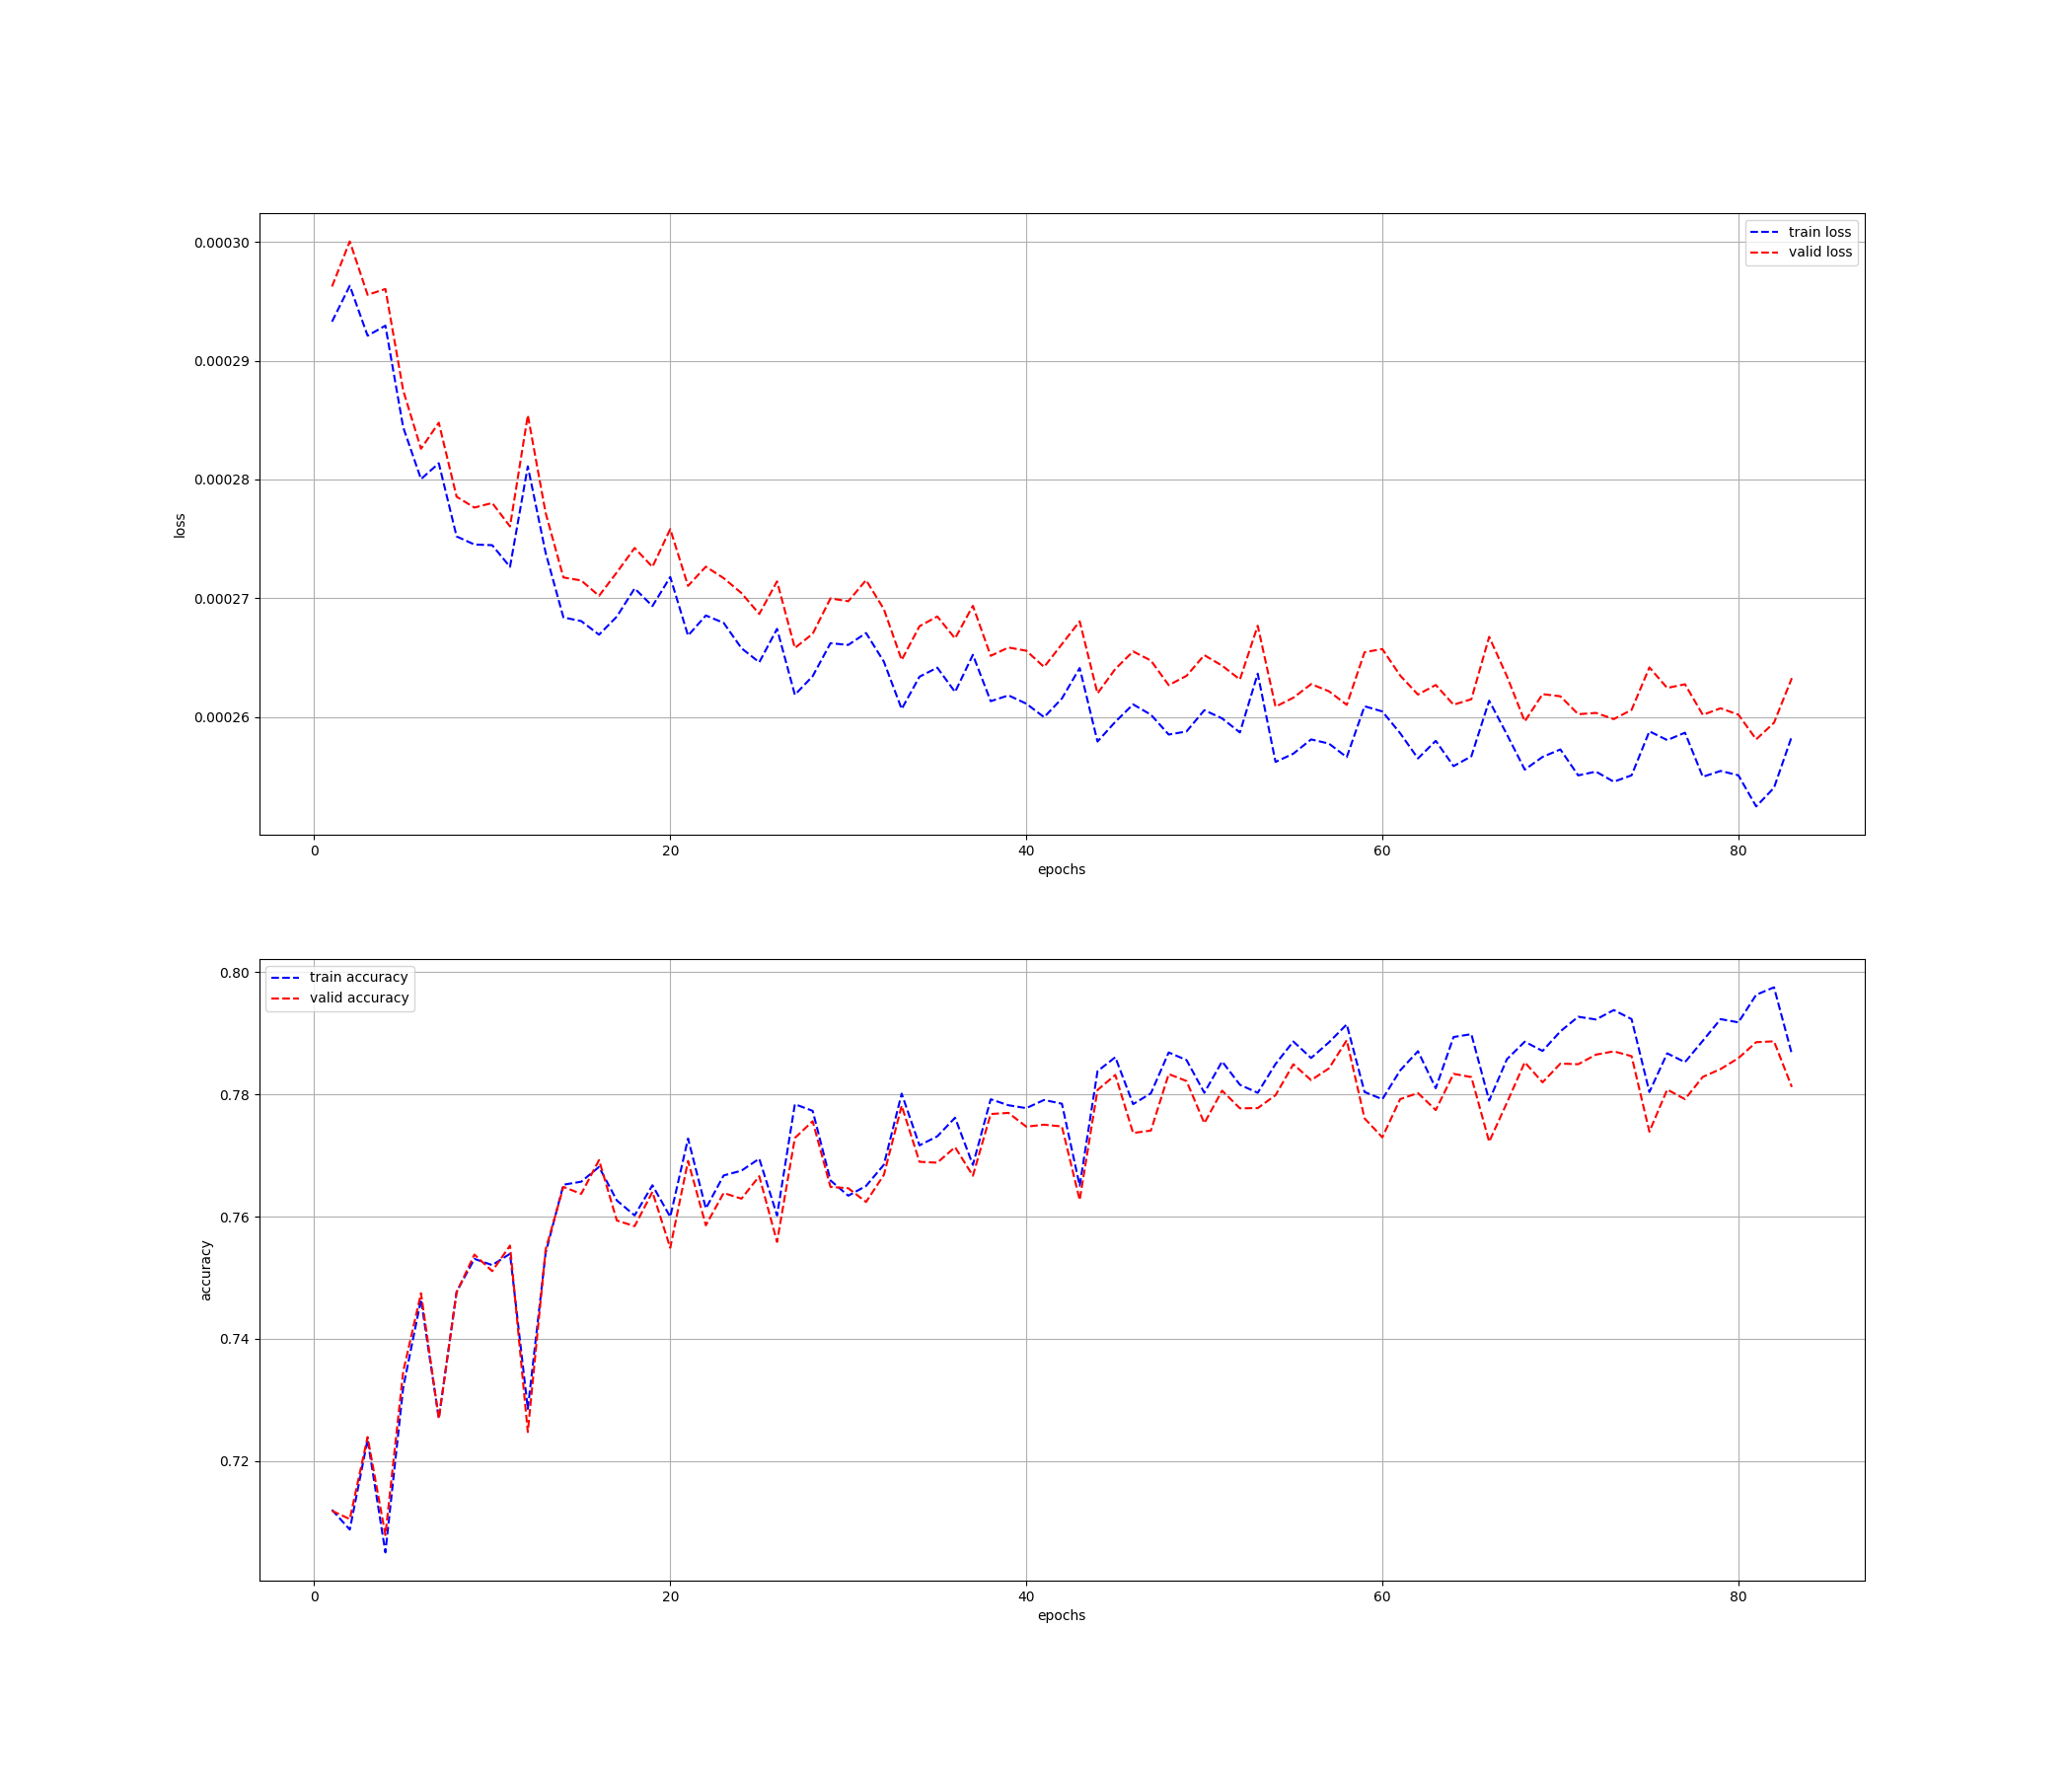 0.00030
0.00029
0.00028
0.00027
0.00026
loss
train loss
valid loss
0 20 40 60 80
epochs
0.80
0.78
0.76
0.74
0.72
accuracy
train accuracy
valid accuracy
0 20 40 60 80
epochs